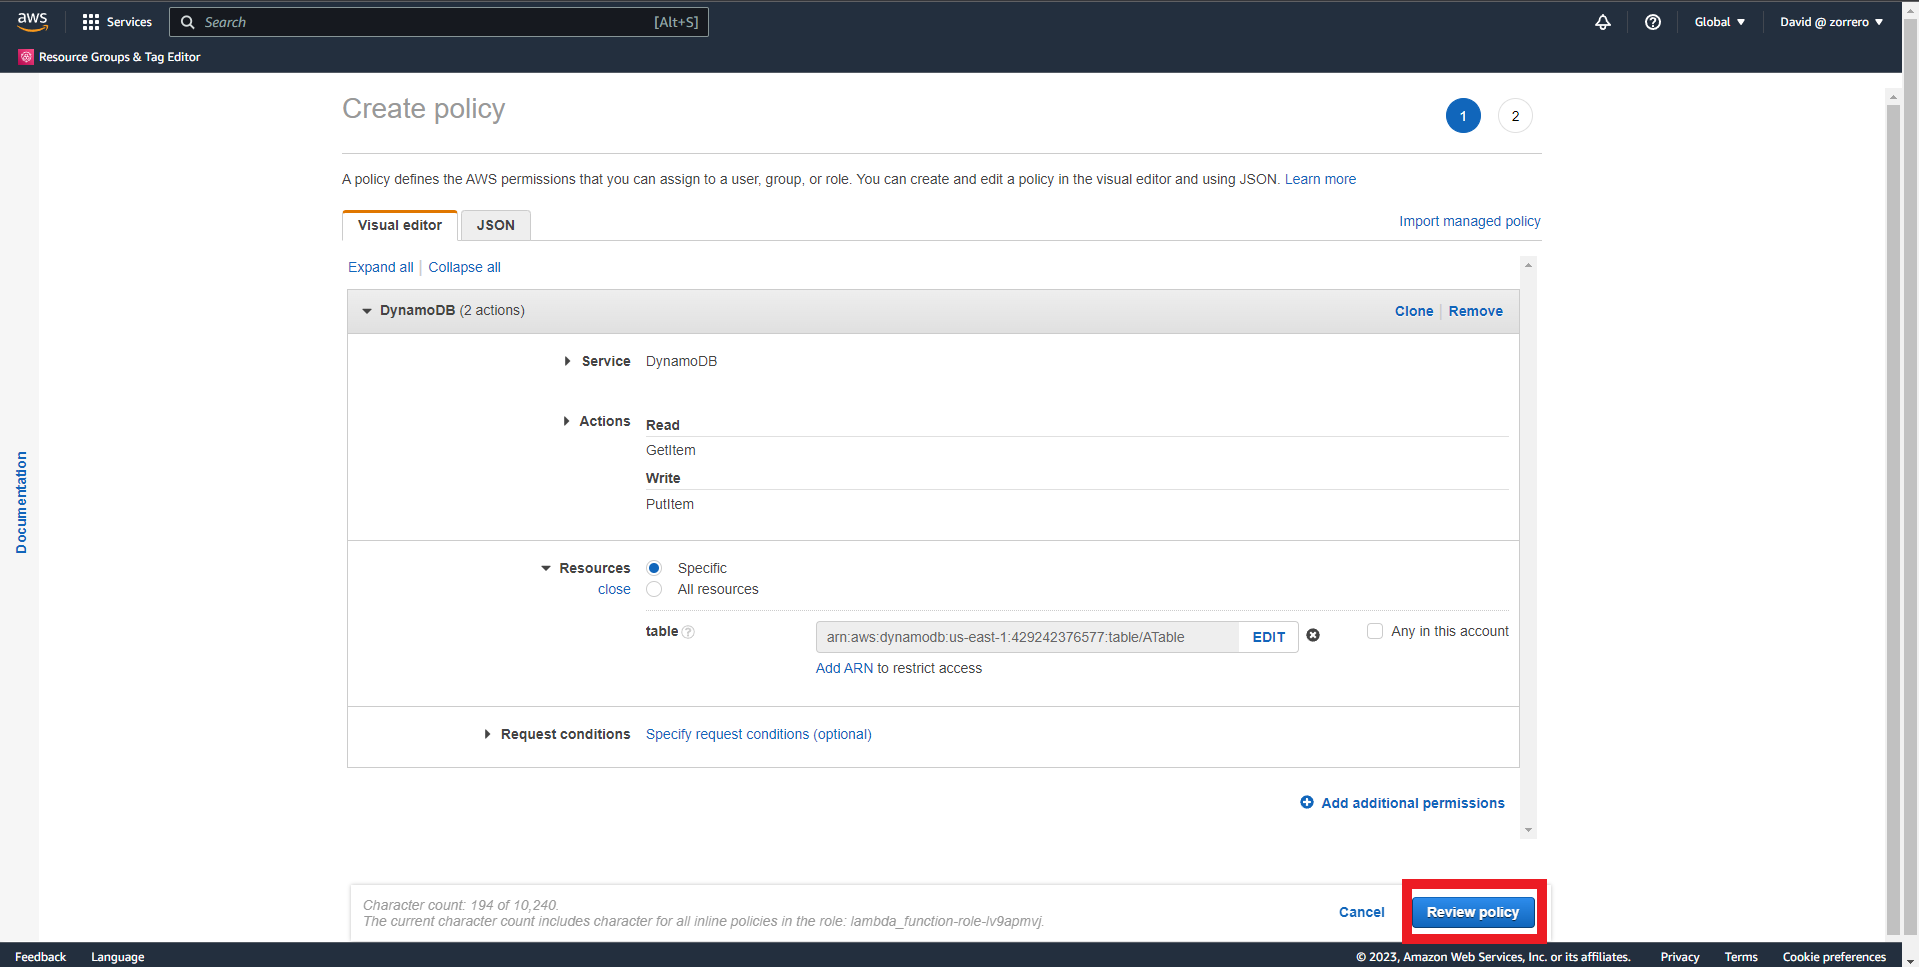 aws
Services
Search [Alt+S]
Global
David @ zorrero
Resource Groups & Tag Editor
Documentation
Create policy
1
2
A policy defines the AWS permissions that you can assign to a user, group, or role. You can create and edit a policy in the visual editor and using JSON. Learn more
Visual editor
JSON
Import managed policy
Expand all | Collapse all
DynamoDB (2 actions)
Clone | Remove
Service DynamoDB
Actions Read
GetItem
Write
PutItem
Resources Specific
close All resources
table ?
arn:aws:dynamodb:us-east-1:429242376577:table/ATable EDIT
Any in this account
Add ARN to restrict access
Request conditions Specify request conditions (optional)
Add additional permissions
Character count: 194 of 10,240.
The current character count includes character for all inline policies in the role: lambda_function-role-lv9apmvj.
Cancel
Review policy
Feedback
Language
© 2023, Amazon Web Services, Inc. or its affiliates.
Privacy
Terms
Cookie preferences